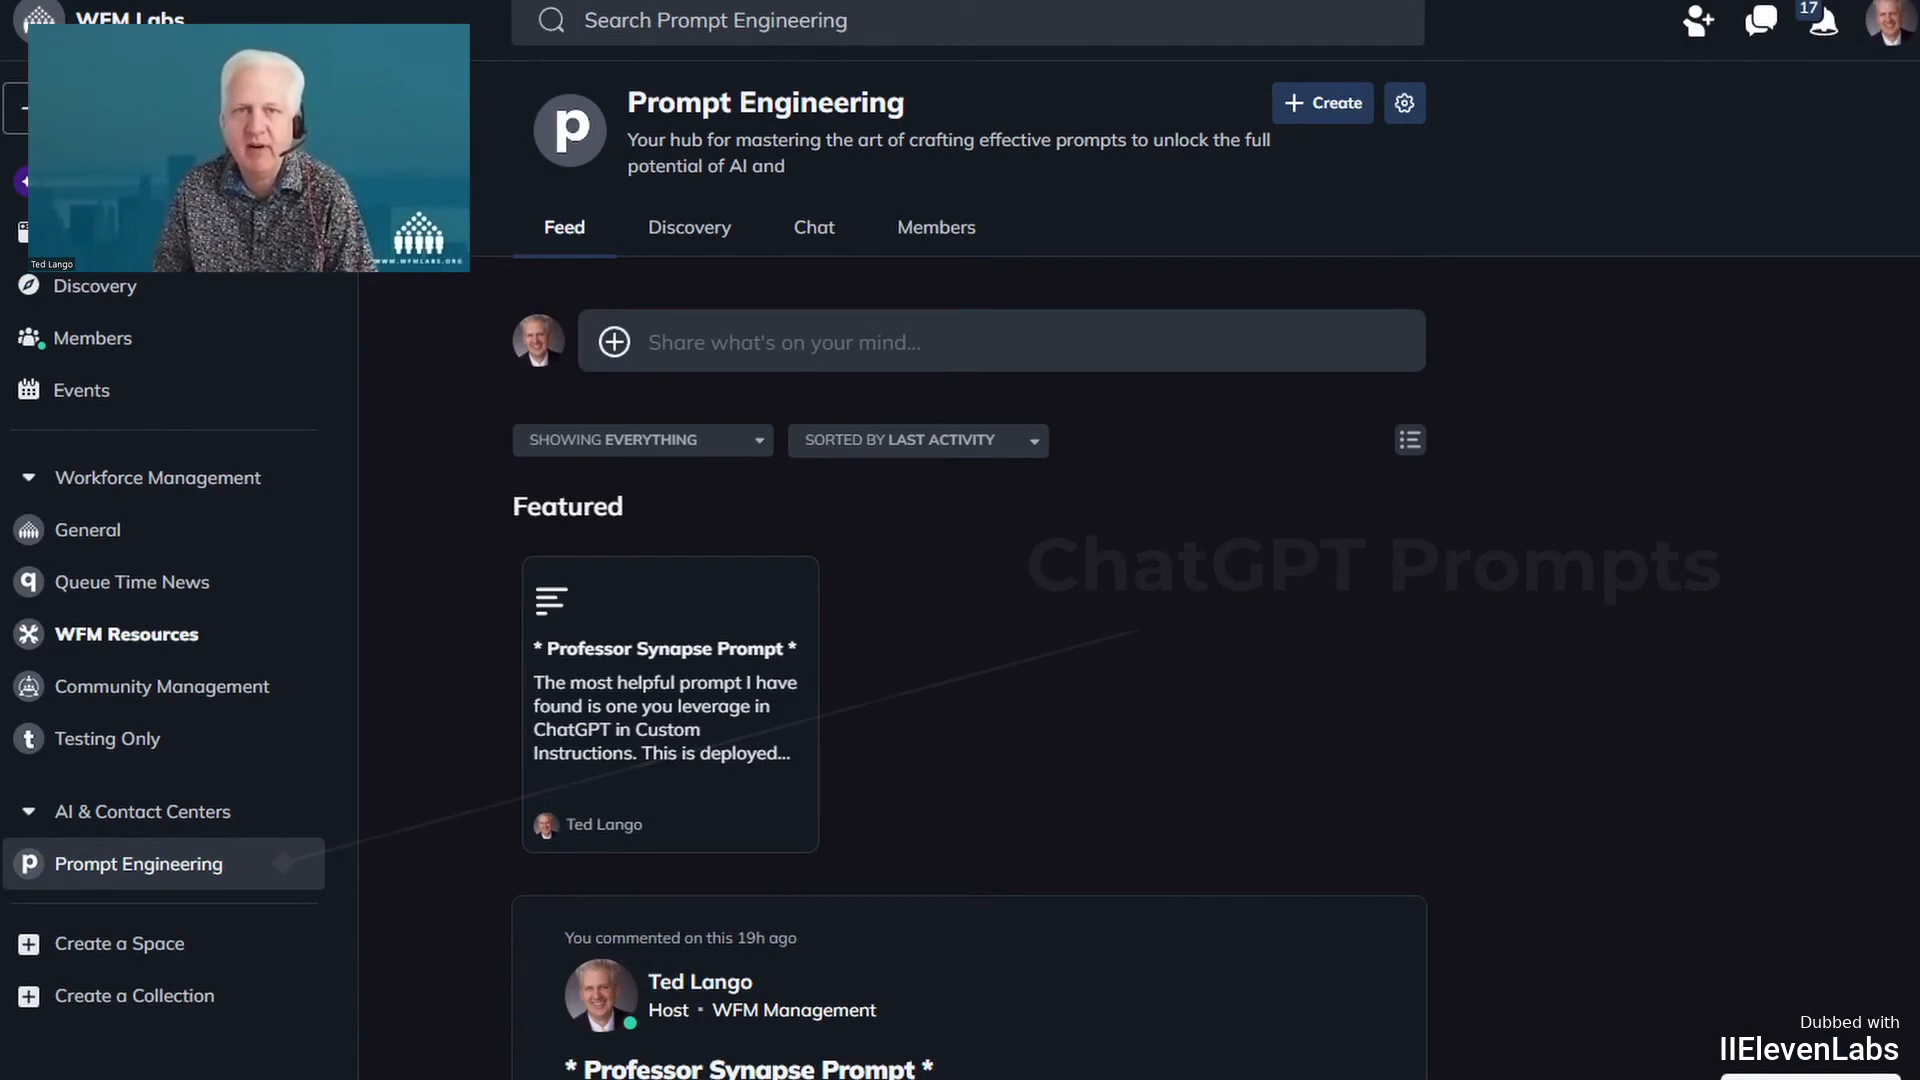 WFM Labs
Search Prompt Engineering
17
WWW.WFMLABS.ORG
Ted Lango
Prompt Engineering
Create
Your hub for mastering the art of crafting effective prompts to unlock the full
potential of AI and
Feed
Discovery
Chat
Members
Discovery
Members
Events
Share what's on your mind...
Workforce Management
General
Queue Time News
WFM Resources
Community Management
Testing Only
AI & Contact Centers
Prompt Engineering
Create a Space
Create a Collection
SHOWING EVERYTHING
SORTED BY LAST ACTIVITY
Featured
ChatGPT Prompts
* Professor Synapse Prompt *
The most helpful prompt I have
found is one you leverage in
ChatGPT in Custom
Instructions. This is deployed...
Ted Lango
You commented on this 19h ago
Ted Lango
Host • WFM Management
* Professor Synapse Prompt *
Dubbed with
IIElevenLabs